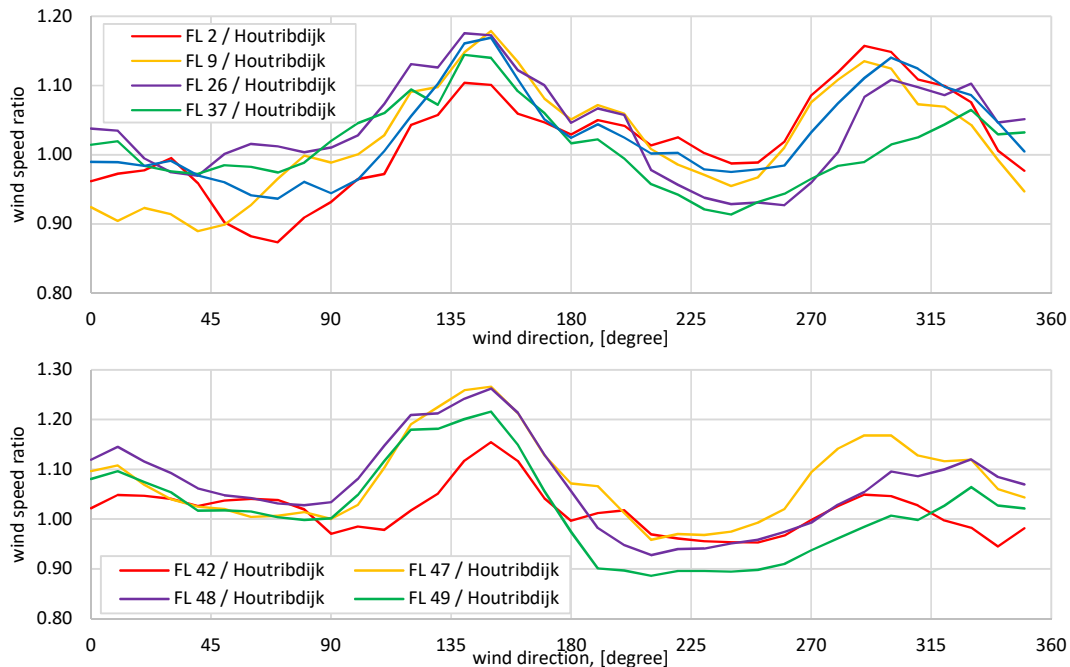 1.20
FL 2 / Houtribdijk
FL 9 / Houtribdijk
FL 26 / Houtribdijk
FL 37 / Houtribdijk
1.10
1.00
0.90
0.80
wind speed ratio
0 45 90 135 180 225 270 315 360
wind direction, [degree]
1.30
1.20
1.10
1.00
0.90
0.80
wind speed ratio
FL 42 / Houtribdijk FL 47 / Houtribdijk
FL 48 / Houtribdijk FL 49 / Houtribdijk
0 45 90 135 180 225 270 315 360
wind direction, [degree]